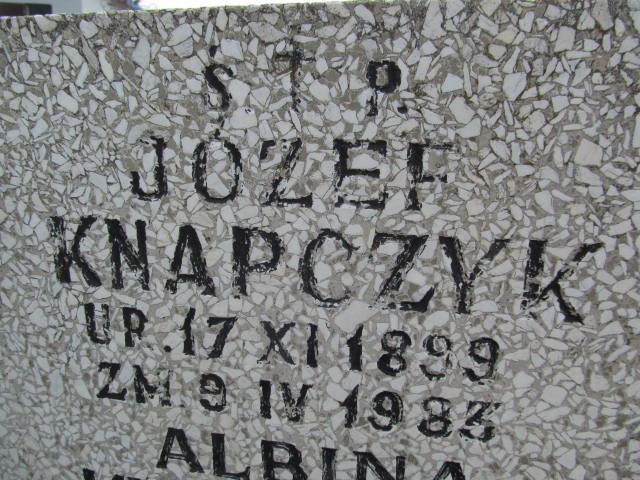 Ś † P.
JÓZEF
KNAPCZYK
UR. 17 XI 1899
ZM. 9 IV 1983
ALBINA